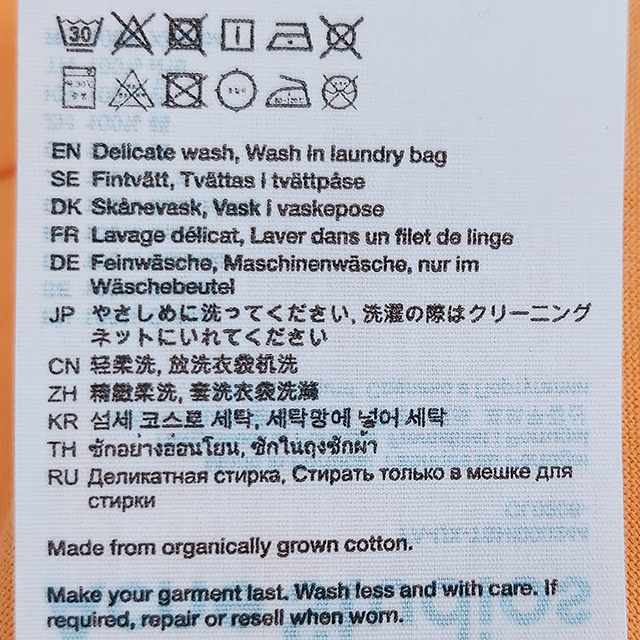 30
EN Delicate wash, Wash in laundry bag
SE Fintvätt, Tvättas i tvättpåse
DK Skånevask, Vask i vaskepose
FR Lavage délicat, Laver dans un filet de linge
DE Feinwäsche, Maschinenwäsche, nur im
Wäschebeutel
JP やさしめに洗ってください, 洗濯の際はクリーニング
ネットにいれてください
CN 轻柔洗, 放洗衣袋机洗
ZH 精緻柔洗, 套洗衣袋洗滌
KR 섬세 코스로 세탁, 세탁망에 넣어 세탁
TH ซักอย่างอ่อนโยน, ซักในถุงซักผ้า
RU Деликатная стирка, Стирать только в мешке для
стирки
Made from organically grown cotton.
Make your garment last. Wash less and with care. If
required, repair or resell when worn.